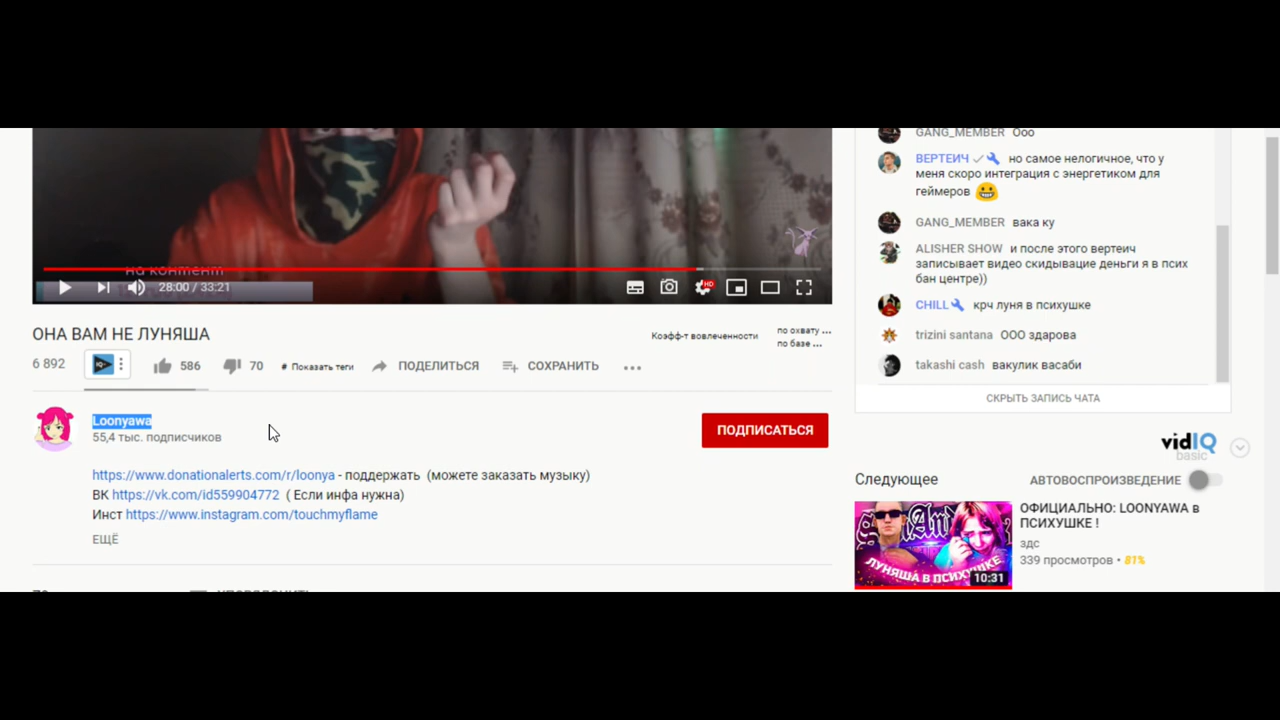 на контент
28:00 / 33:21
HD
ОНА ВАМ НЕ ЛУНЯША
Коэфф-т вовлеченности
по охвату ...
по базе ...
6 892
586
70
# Показать теги
ПОДЕЛИТЬСЯ
СОХРАНИТЬ
Loonyawa
55,4 тыс. подписчиков
ПОДПИСАТЬСЯ
https://www.donationalerts.com/r/loonya - поддержать (можете заказать музыку)
ВК https://vk.com/id559904772 ( Если инфа нужна)
Инст https://www.instagram.com/touchmyflame
ЕЩЁ
GANG_MEMBER Ооо
ВЕРТЕИЧ но самое нелогичное, что у
меня скоро интеграция с энергетиком для
геймеров
GANG_MEMBER вака ку
ALISHER SHOW и после этого вертеич
записывает видео скидывацие деньги я в псих
бан центре))
CHILL крч луня в психушке
trizini santana ООО здарова
takashi cash вакулик васаби
СКРЫТЬ ЗАПИСЬ ЧАТА
vidIQ
basic
Следующее
АВТОВОСПРОИЗВЕДЕНИЕ
ЛУНЯША В ПСИХУШКЕ
10:31
ОФИЦИАЛЬНО: LOONYAWA в
ПСИХУШКЕ !
здс
339 просмотров • 81%